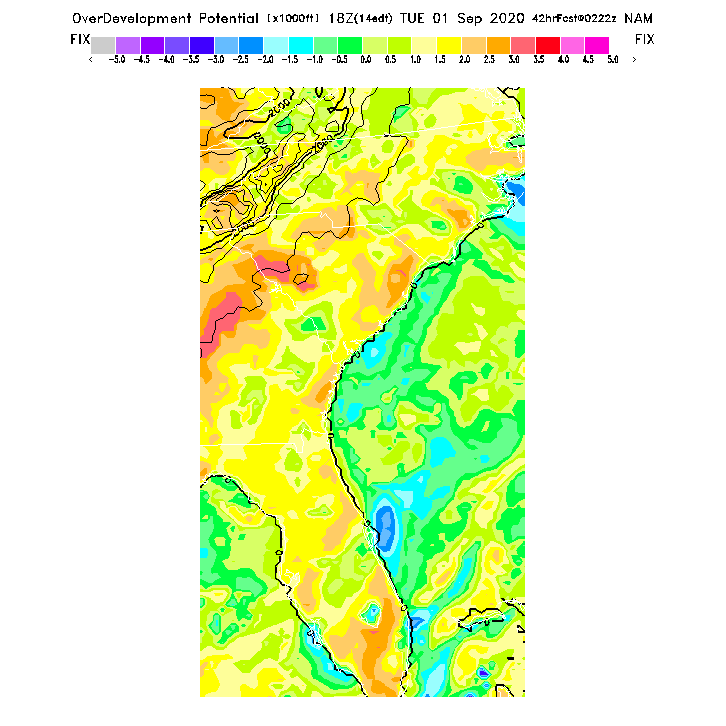 OverDevelopment Potential [x1000ft] 18Z(14edt) TUE 01 Sep 2020 42hrFcst@0222z NAM
FIX FIX
< -5.0 -4.5 -4.0 -3.5 -3.0 -2.5 -2.0 -1.5 -1.0 -0.5 0.0 0.5 1.0 1.5 2.0 2.5 3.0 3.5 4.0 4.5 5.0 >
2000
2000